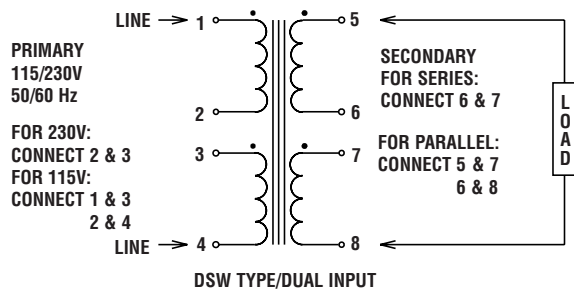 LINE 1 5
PRIMARY
115/230V
50/60 Hz
2 6
SECONDARY
FOR SERIES:
CONNECT 6 & 7
LOAD
FOR 230V:
CONNECT 2 & 3
FOR 115V:
CONNECT 1 & 3
2 & 4
3 7
FOR PARALLEL:
CONNECT 5 & 7
6 & 8
LINE 4 8
DSW TYPE/DUAL INPUT